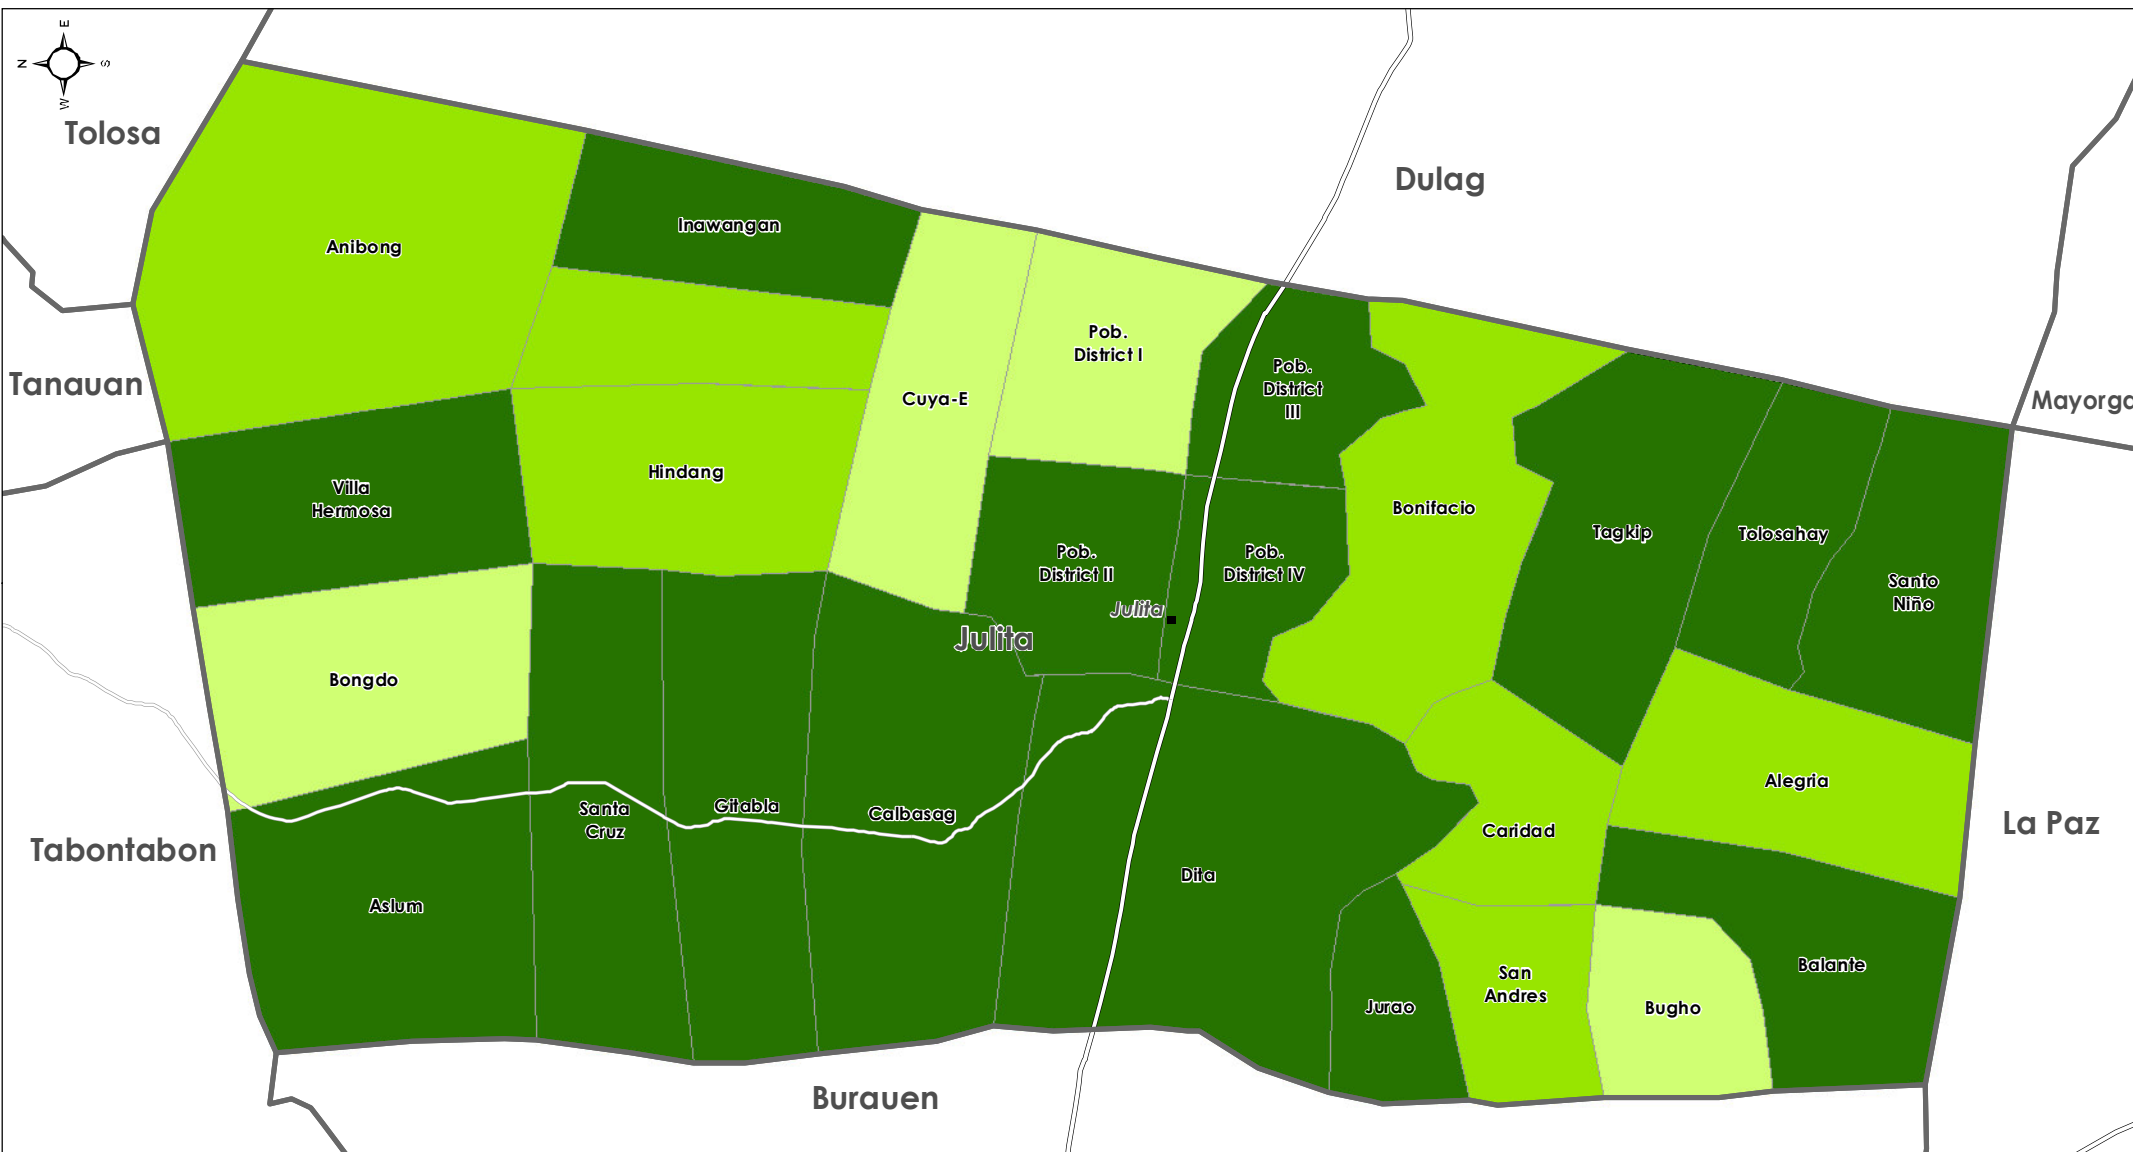 E
N
S
W
Tolosa
Dulag
Inawangan
Anibong
Pob.
District I
Pob.
District
III
Tanauan
Cuya-E
Mayorga
Hindang
Villa
Hermosa
Bonifacio
Tagkip
Tolosahay
Pob.
District II
Pob.
District IV
Santo
Niño
Julita
Julita
Bongdo
Alegria
Santa
Cruz
Gitabla
Calbasag
Caridad
La Paz
Tabontabon
Dita
Aslum
Balante
San
Andres
Jurao
Bugho
Burauen